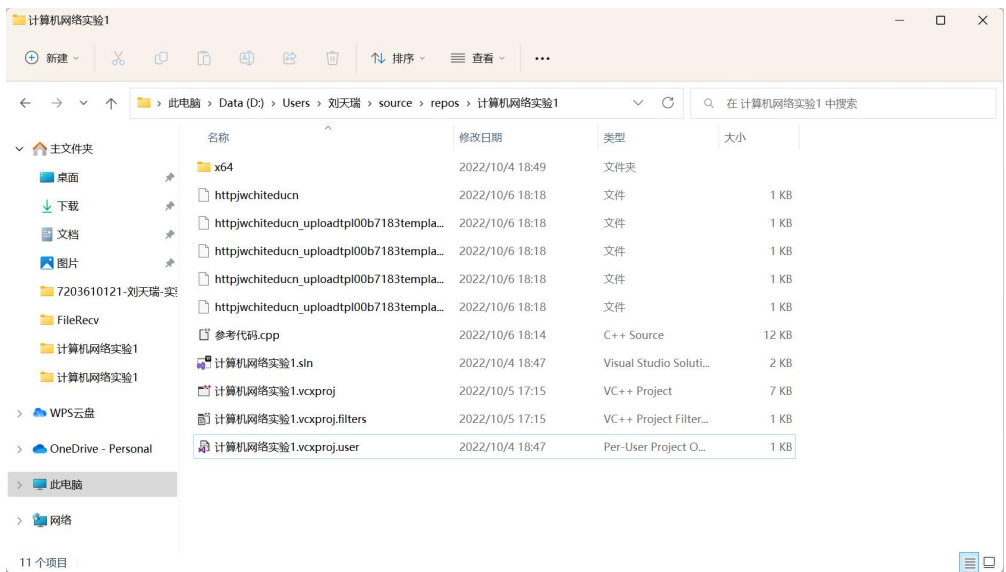 计算机网络实验1
新建 排序 查看
此电脑 › Data (D:) › Users › 刘天瑞 › source › repos › 计算机网络实验1 在 计算机网络实验1 中搜索
名称 修改日期 类型 大小
主文件夹
桌面
下载
文档
图片
7203610121-刘天瑞-实
FileRecv
计算机网络实验1
计算机网络实验1
WPS云盘
OneDrive - Personal
此电脑
网络
x64 2022/10/4 18:49 文件夹
httpjwchiteducn 2022/10/6 18:18 文件 1 KB
httpjwchiteducn_uploadtpl00b7183templa... 2022/10/6 18:18 文件 1 KB
httpjwchiteducn_uploadtpl00b7183templa... 2022/10/6 18:18 文件 1 KB
httpjwchiteducn_uploadtpl00b7183templa... 2022/10/6 18:18 文件 1 KB
httpjwchiteducn_uploadtpl00b7183templa... 2022/10/6 18:18 文件 1 KB
参考代码.cpp 2022/10/6 18:14 C++ Source 12 KB
计算机网络实验1.sln 2022/10/4 18:47 Visual Studio Soluti... 2 KB
计算机网络实验1.vcxproj 2022/10/5 17:15 VC++ Project 7 KB
计算机网络实验1.vcxproj.filters 2022/10/5 17:15 VC++ Project Filter... 1 KB
计算机网络实验1.vcxproj.user 2022/10/4 18:47 Per-User Project O... 1 KB
11 个项目